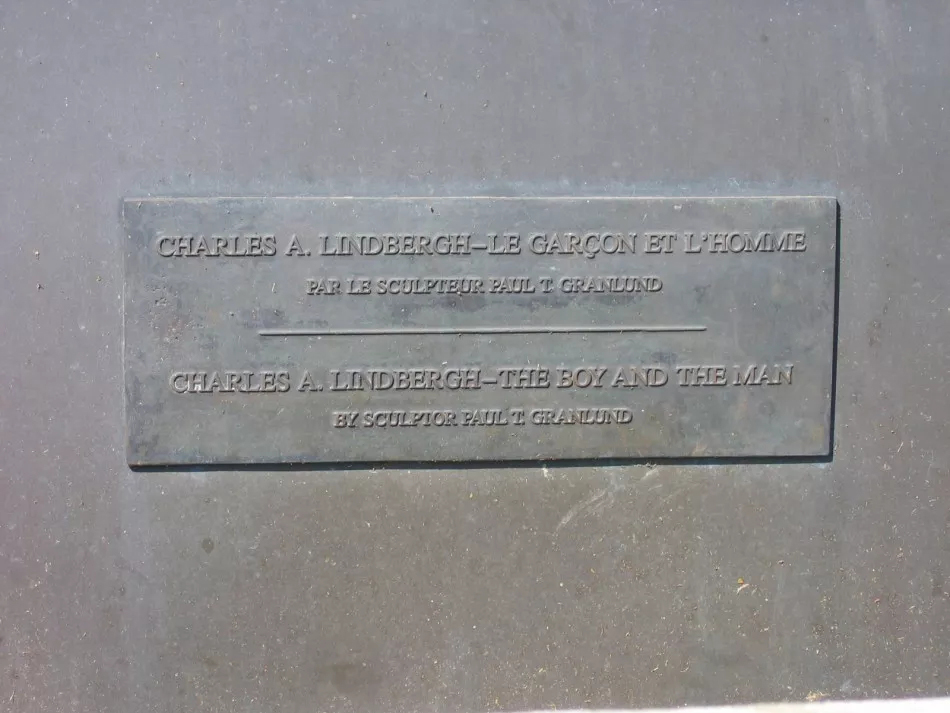 CHARLES A. LINDBERGH–LE GARÇON ET L'HOMME
PAR LE SCULPTEUR PAUL T. GRANLUND
CHARLES A. LINDBERGH–THE BOY AND THE MAN
BY SCULPTOR PAUL T. GRANLUND